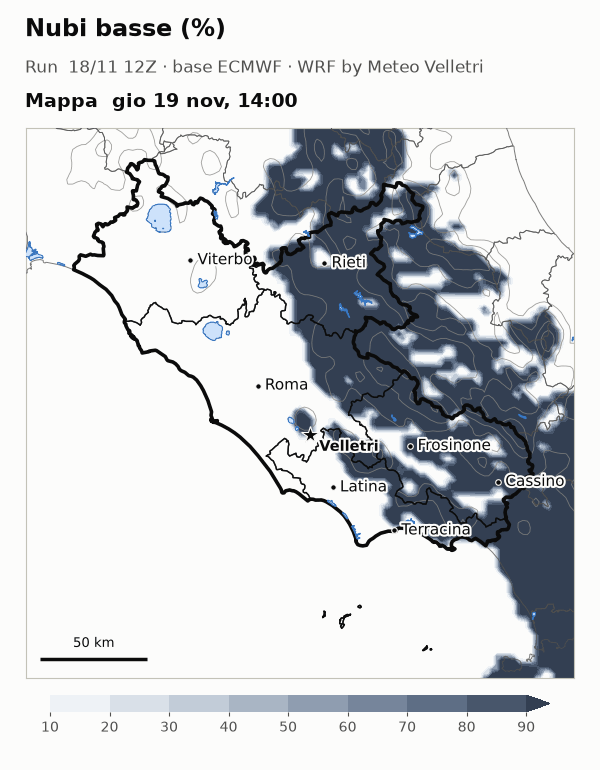 Nubi basse (%)
Run 18/11 12Z · base ECMWF · WRF by Meteo Velletri
Mappa gio 19 nov, 14:00
Viterbo
Rieti
Roma
Velletri
Frosinone
Cassino
Latina
Terracina
50 km
10 20 30 40 50 60 70 80 90